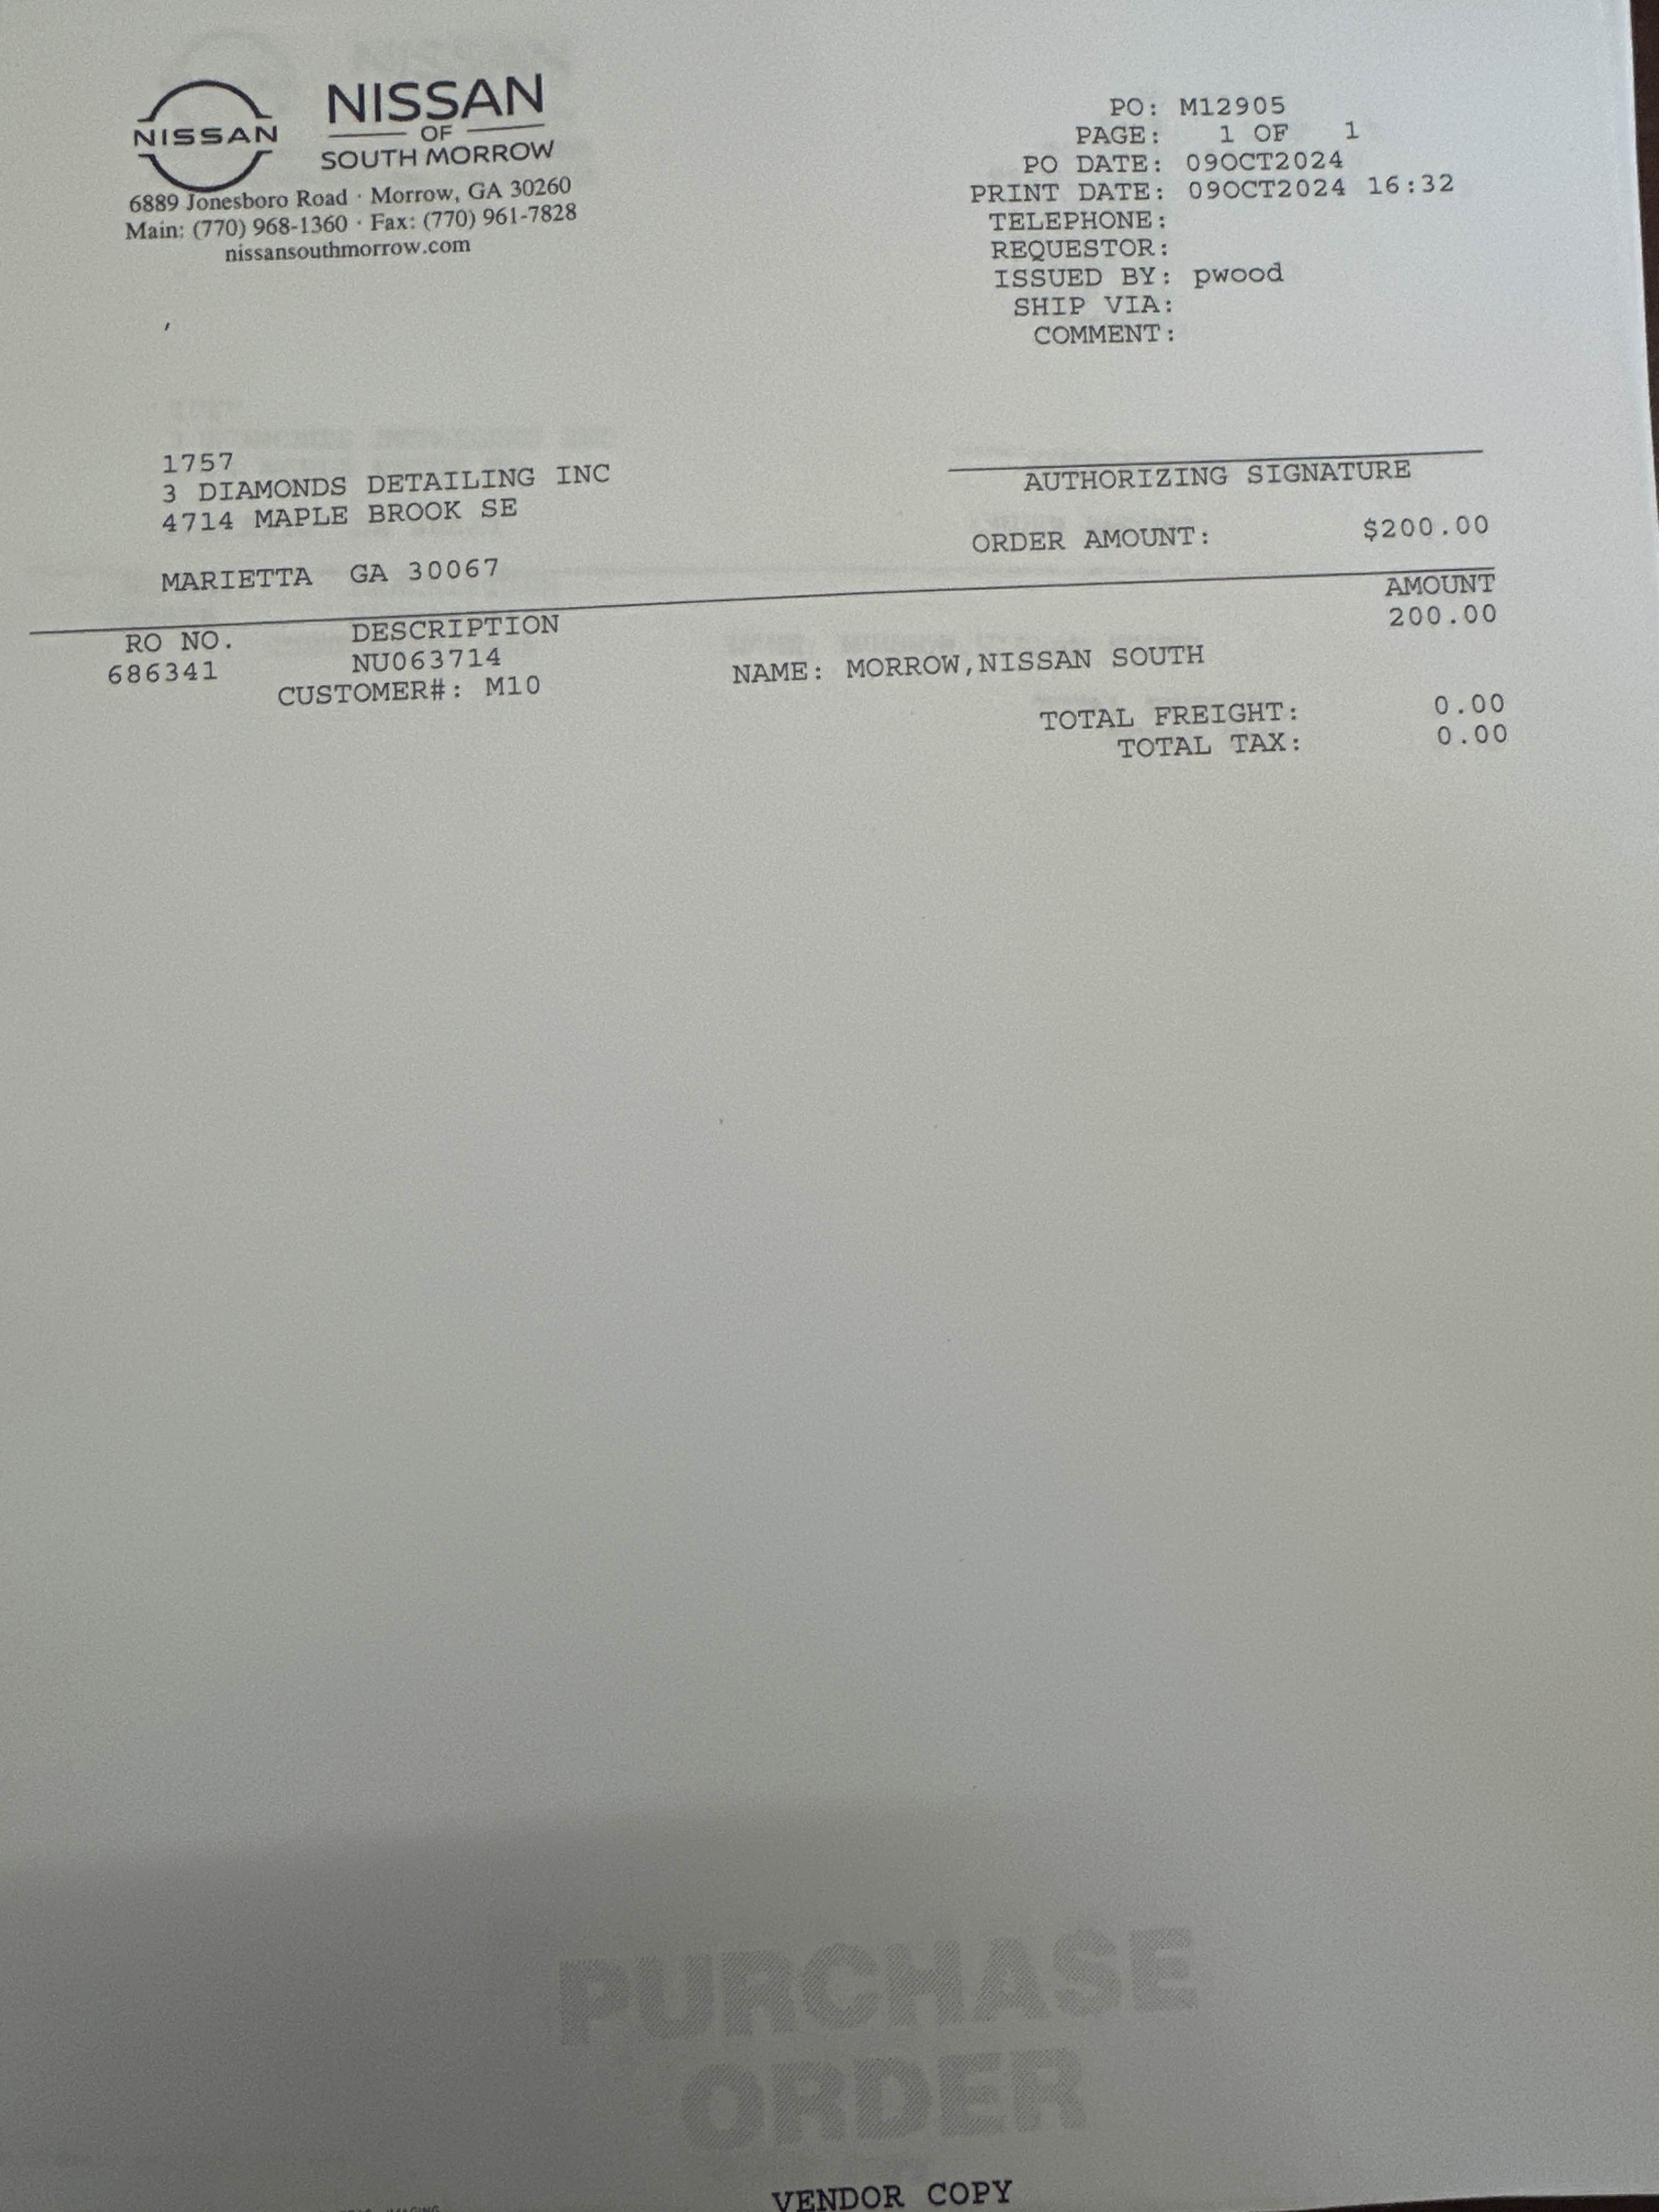 NISSAN
NISSAN
OF
SOUTH MORROW
6889 Jonesboro Road · Morrow, GA 30260
Main: (770) 968-1360 · Fax: (770) 961-7828
nissansouthmorrow.com
PO: M12905
PAGE: 1 OF 1
PO DATE: 09OCT2024
PRINT DATE: 09OCT2024 16:32
TELEPHONE:
REQUESTOR:
ISSUED BY: pwood
SHIP VIA:
COMMENT:
,
1757
3 DIAMONDS DETAILING INC
4714 MAPLE BROOK SE
MARIETTA GA 30067
AUTHORIZING SIGNATURE
ORDER AMOUNT: $200.00
RO NO. DESCRIPTION AMOUNT
686341 NU063714 200.00
CUSTOMER#: M10 NAME: MORROW,NISSAN SOUTH
TOTAL FREIGHT: 0.00
TOTAL TAX: 0.00
PURCHASE
ORDER
VENDOR COPY